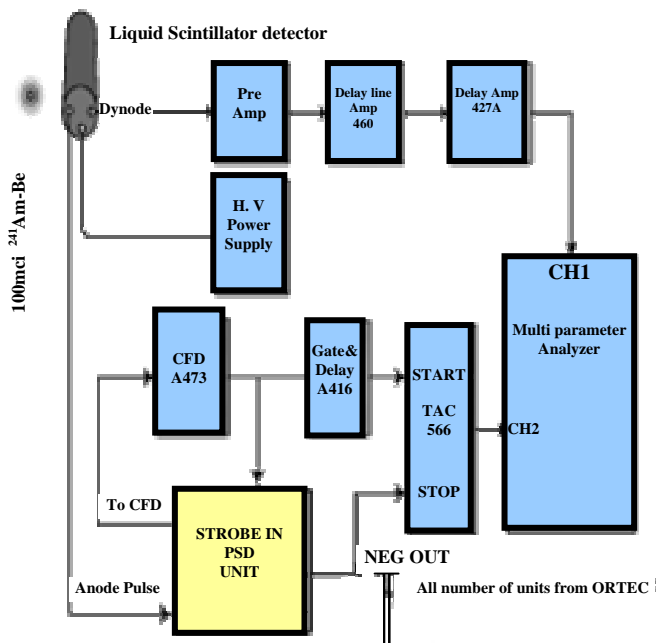 Liquid Scintillator detector
100mci 241Am-Be
Dynode
Pre
Amp
Delay line
Amp
460
Delay Amp
427A
H. V
Power
Supply
CH1
Multi parameter
Analyzer
CFD
A473
Gate&
Delay
A416
START
TAC
566
STOP
CH2
To CFD
STROBE IN
PSD
UNIT
NEG OUT
Anode Pulse
All number of units from ORTEC